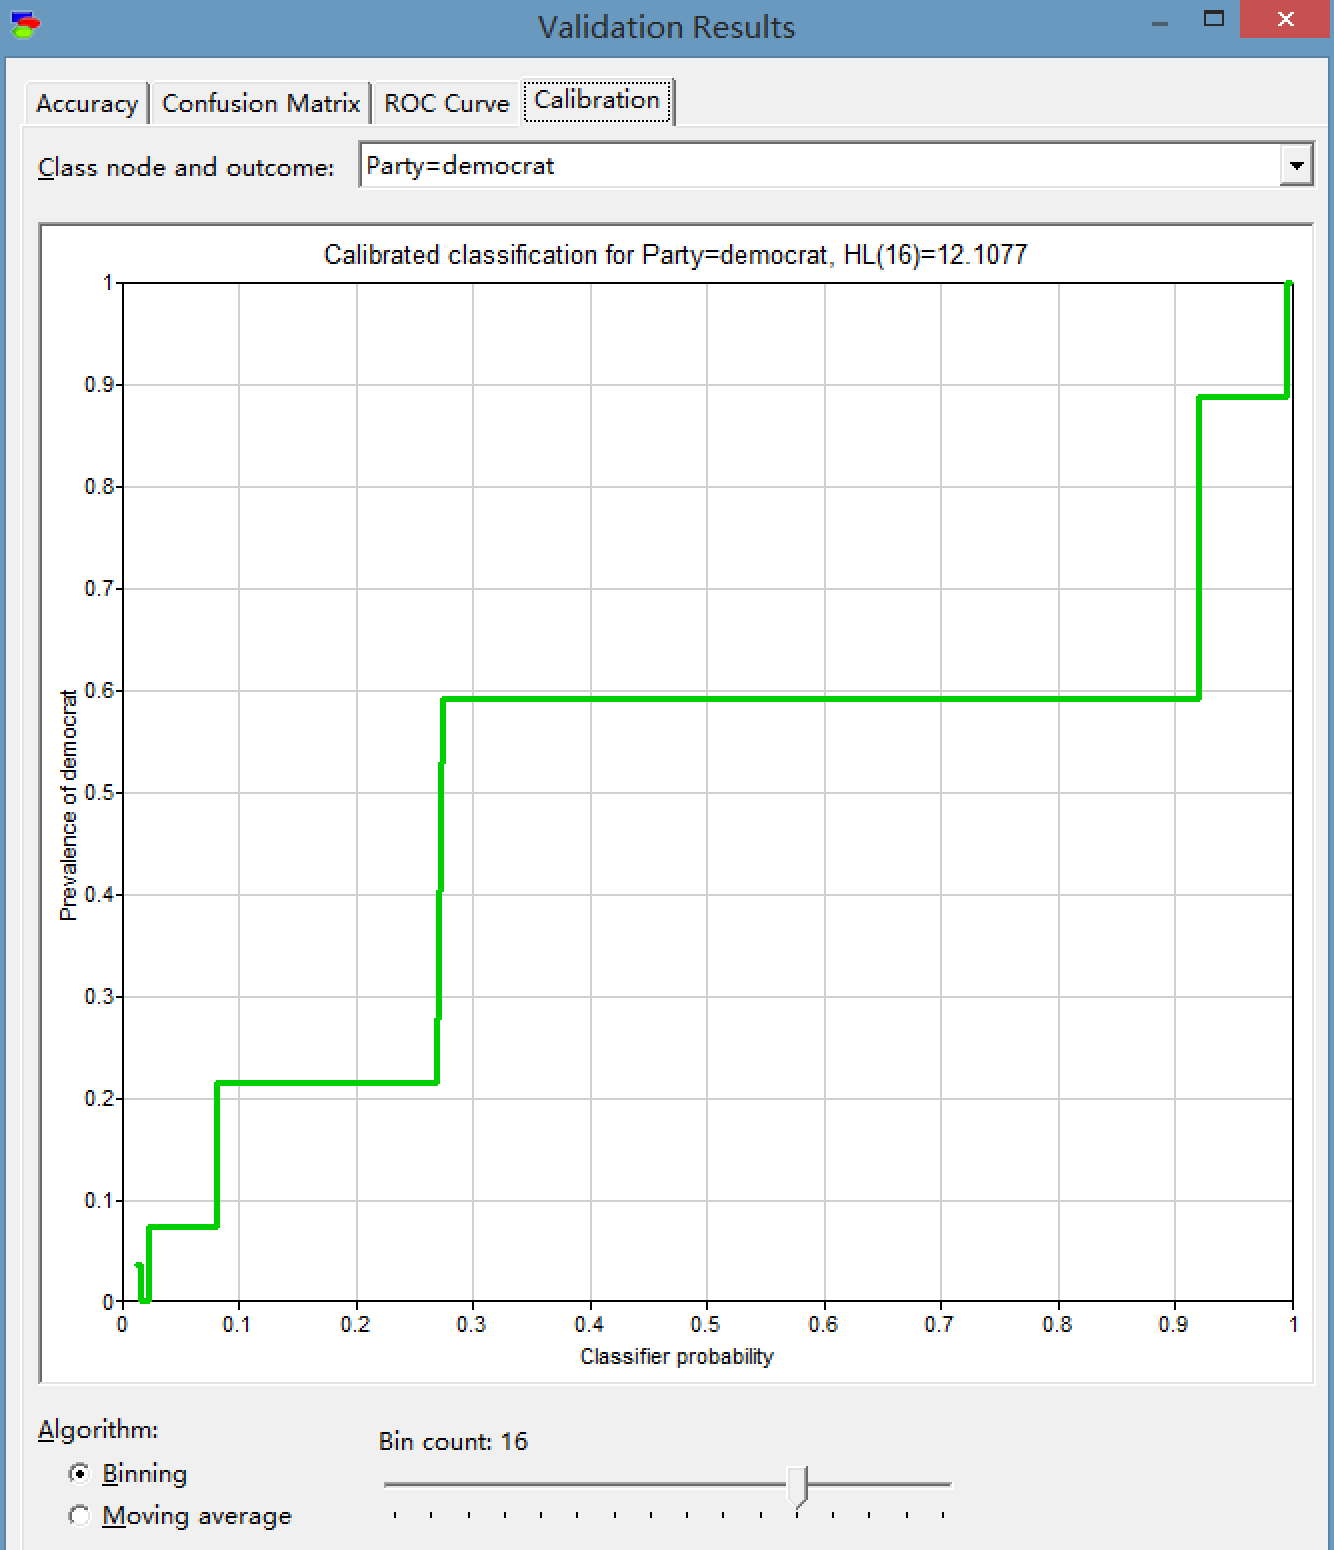 Validation Results
Accuracy Confusion Matrix ROC Curve Calibration
Class node and outcome: Party=democrat
Calibrated classification for Party=democrat, HL(16)=12.1077
1
0.9
0.8
0.7
0.6
0.5
0.4
0.3
0.2
0.1
0
Prevalence of democrat
0 0.1 0.2 0.3 0.4 0.5 0.6 0.7 0.8 0.9 1
Classifier probability
Algorithm:
Bin count: 16
Binning
Moving average